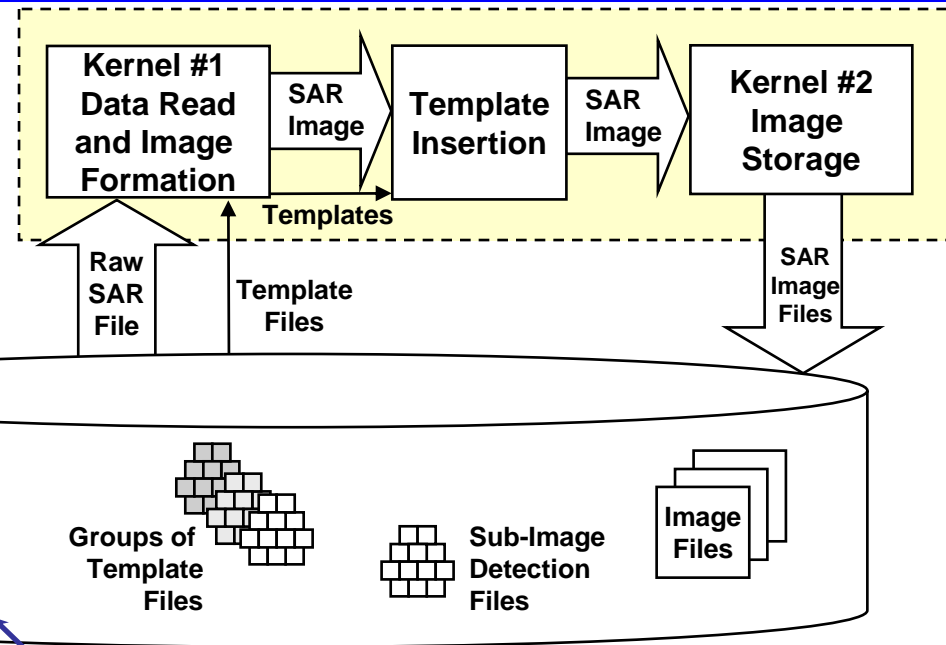 Kernel #1
Data Read
and Image
Formation
SAR
Image
Template
Insertion
SAR
Image
Kernel #2
Image
Storage
Templates
Raw
SAR
File
Template
Files
SAR
Image
Files
Groups of
Template
Files
Sub-Image
Detection
Files
Image
Files